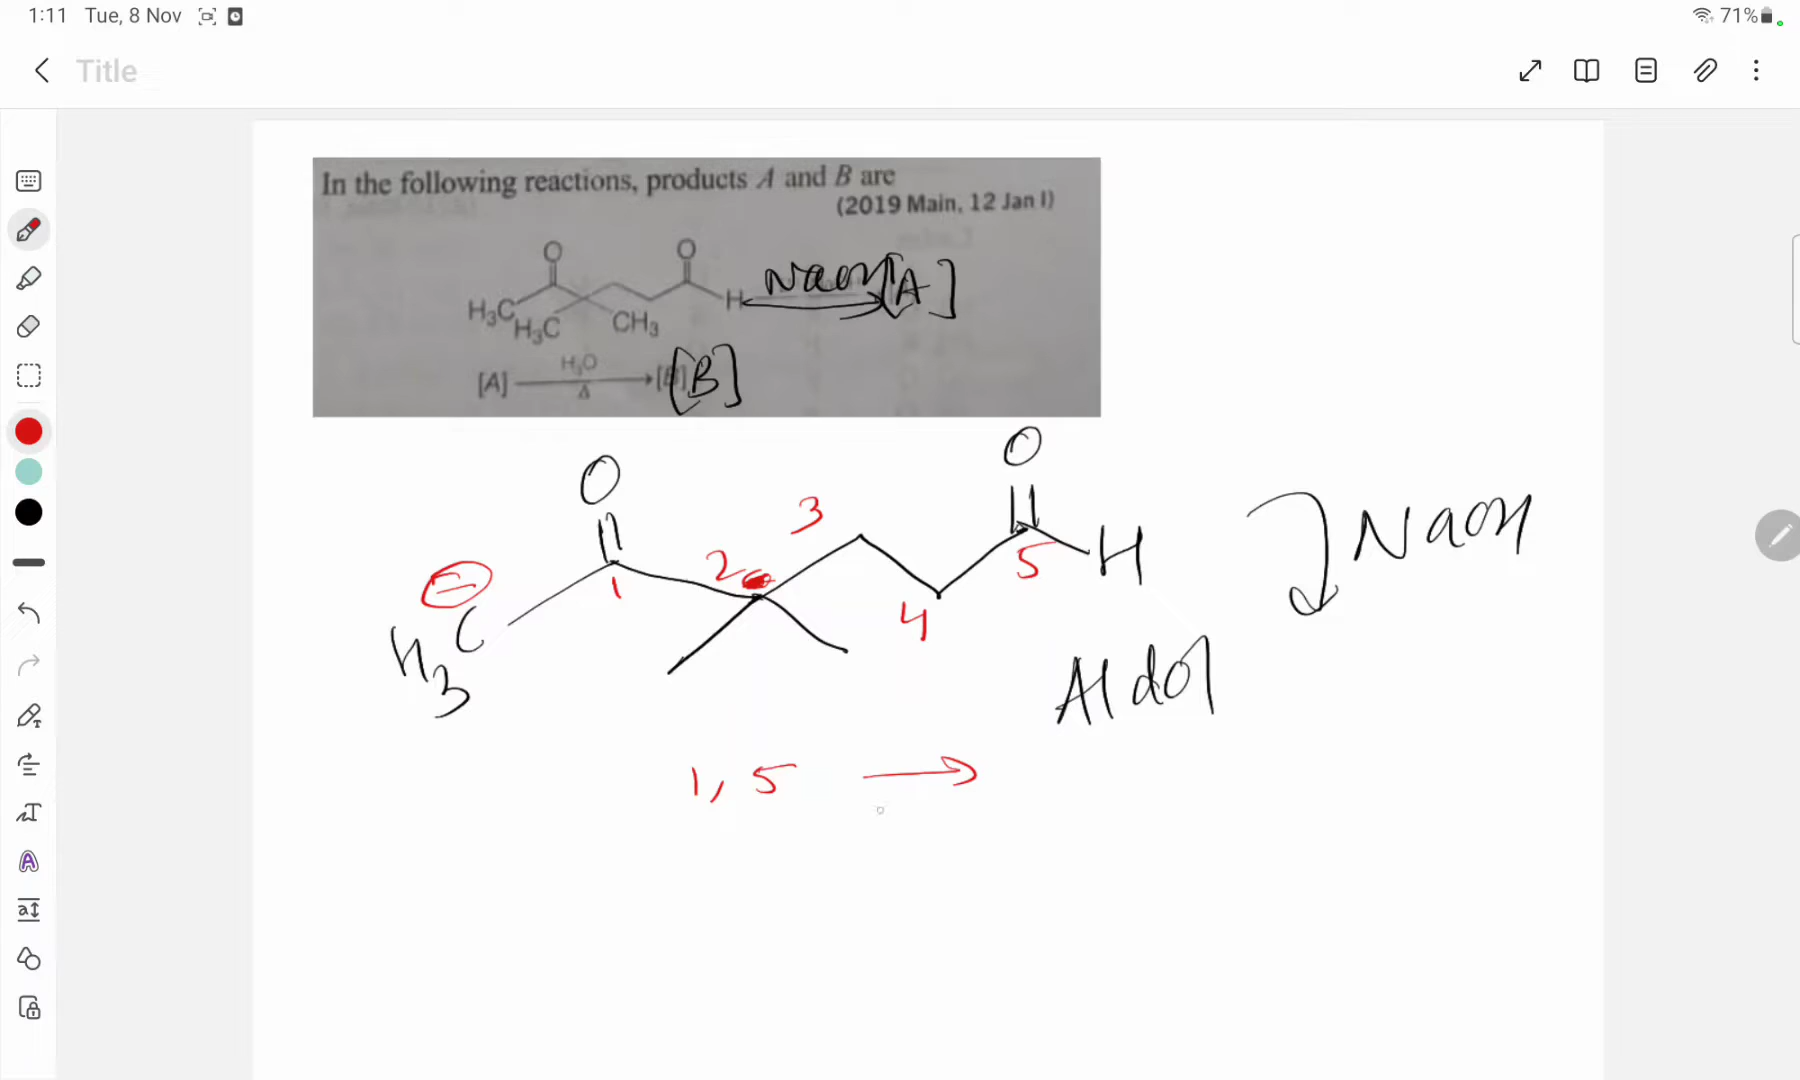 1:11 Tue, 8 Nov
71%
Title
In the following reactions, products A and B are
(2019 Main, 12 Jan I)
O O
H₃C H₃C CH₃ H NaOH [A]
[A] H₃O Δ [B]
O O
3
2
⊖ 1 5 H NaOH
H₃C 4
Aldol
1, 5 →